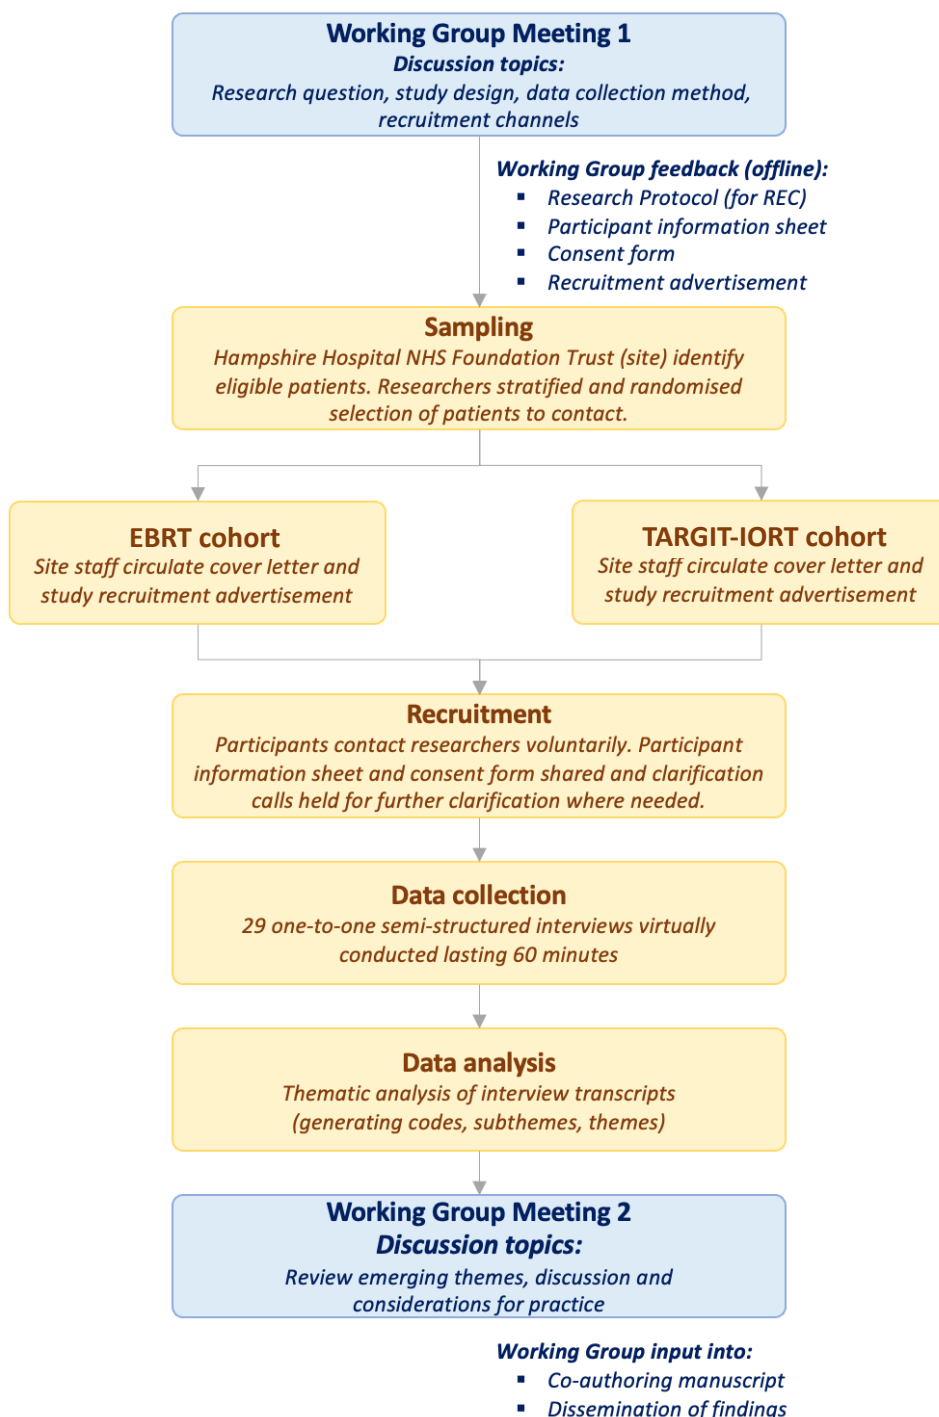 Working Group Meeting 1
Discussion topics:
Research question, study design, data collection method,
recruitment channels
Working Group feedback (offline):
▪ Research Protocol (for REC)
▪ Participant information sheet
▪ Consent form
▪ Recruitment advertisement
Sampling
Hampshire Hospital NHS Foundation Trust (site) identify
eligible patients. Researchers stratified and randomised
selection of patients to contact.
EBRT cohort
Site staff circulate cover letter and
study recruitment advertisement
TARGIT-IORT cohort
Site staff circulate cover letter and
study recruitment advertisement
Recruitment
Participants contact researchers voluntarily. Participant
information sheet and consent form shared and clarification
calls held for further clarification where needed.
Data collection
29 one-to-one semi-structured interviews virtually
conducted lasting 60 minutes
Data analysis
Thematic analysis of interview transcripts
(generating codes, subthemes, themes)
Working Group Meeting 2
Discussion topics:
Review emerging themes, discussion and
considerations for practice
Working Group input into:
▪ Co-authoring manuscript
▪ Dissemination of findings